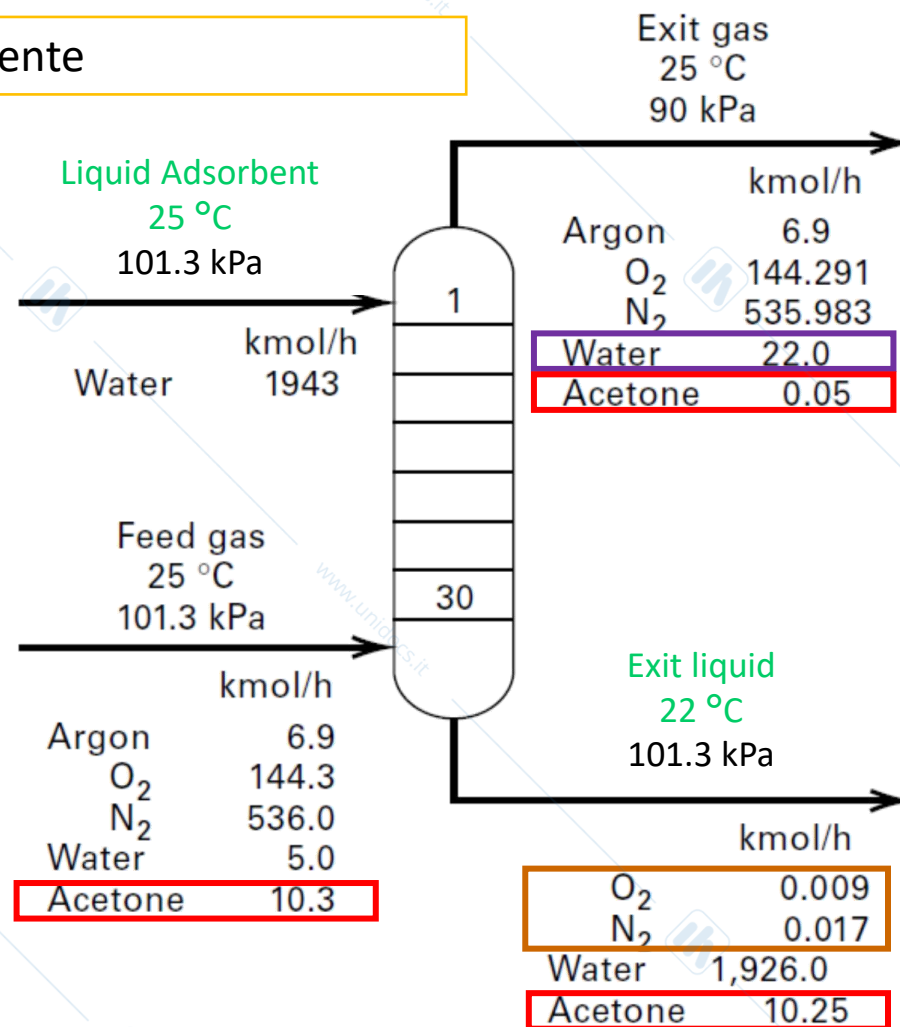 ente
Exit gas
25 °C
90 kPa
kmol/h
Argon 6.9
O2 144.291
N2 535.983
Water 22.0
Acetone 0.05
Liquid Adsorbent
25 °C
101.3 kPa
kmol/h
Water 1943
1
30
Feed gas
25 °C
101.3 kPa
kmol/h
Argon 6.9
O2 144.3
N2 536.0
Water 5.0
Acetone 10.3
Exit liquid
22 °C
101.3 kPa
kmol/h
O2 0.009
N2 0.017
Water 1,926.0
Acetone 10.25
www.unidocs.it